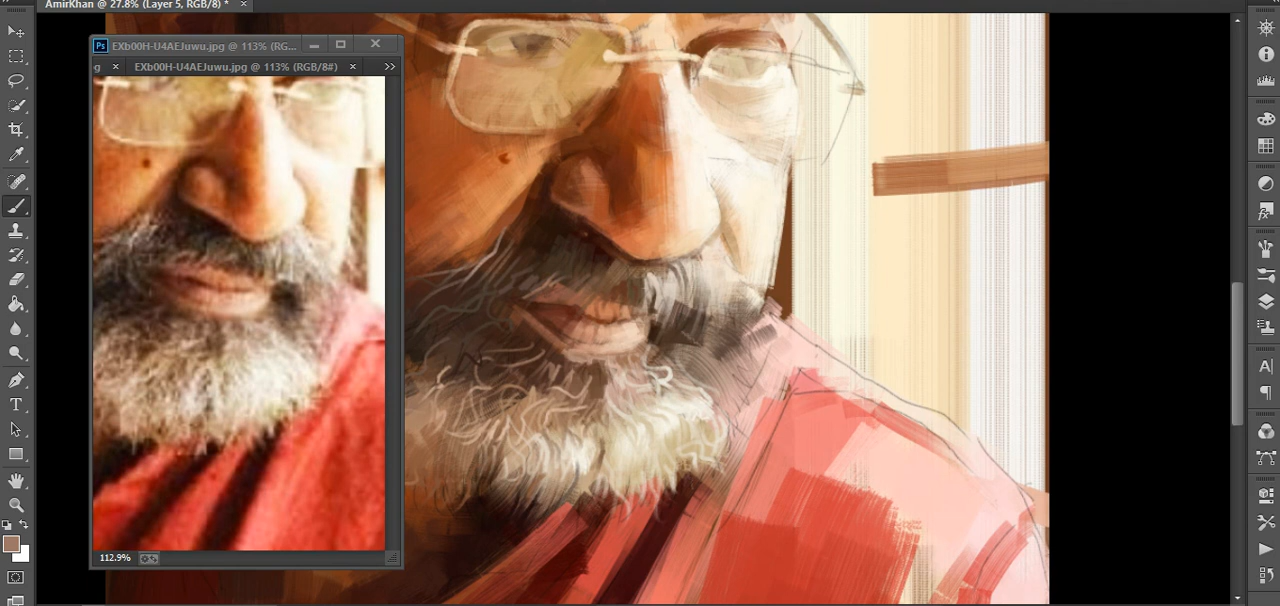 AmirKhan @ 27.8% (Layer 5, RGB/8) * ×
Ps EXb00H-U4AEJuwu.jpg @ 113% (RG...
g × EXb00H-U4AEJuwu.jpg @ 113% (RGB/8#) × >>
112.9%